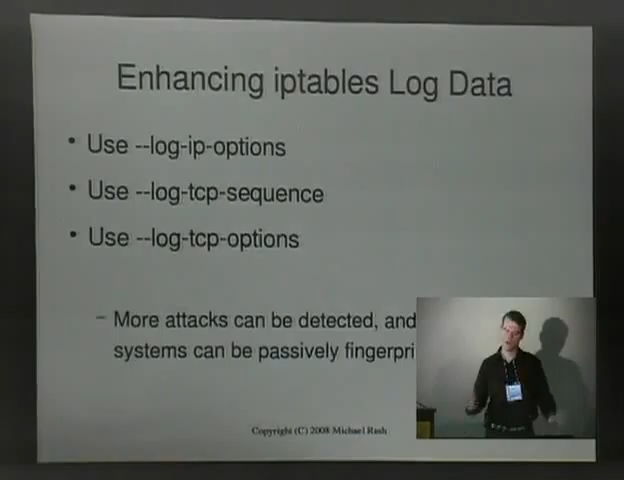 Enhancing iptables Log Data
• Use --log-ip-options
• Use --log-tcp-sequence
• Use --log-tcp-options
– More attacks can be detected, and
systems can be passively fingerpri
Copyright (C) 2008 Michael Rash